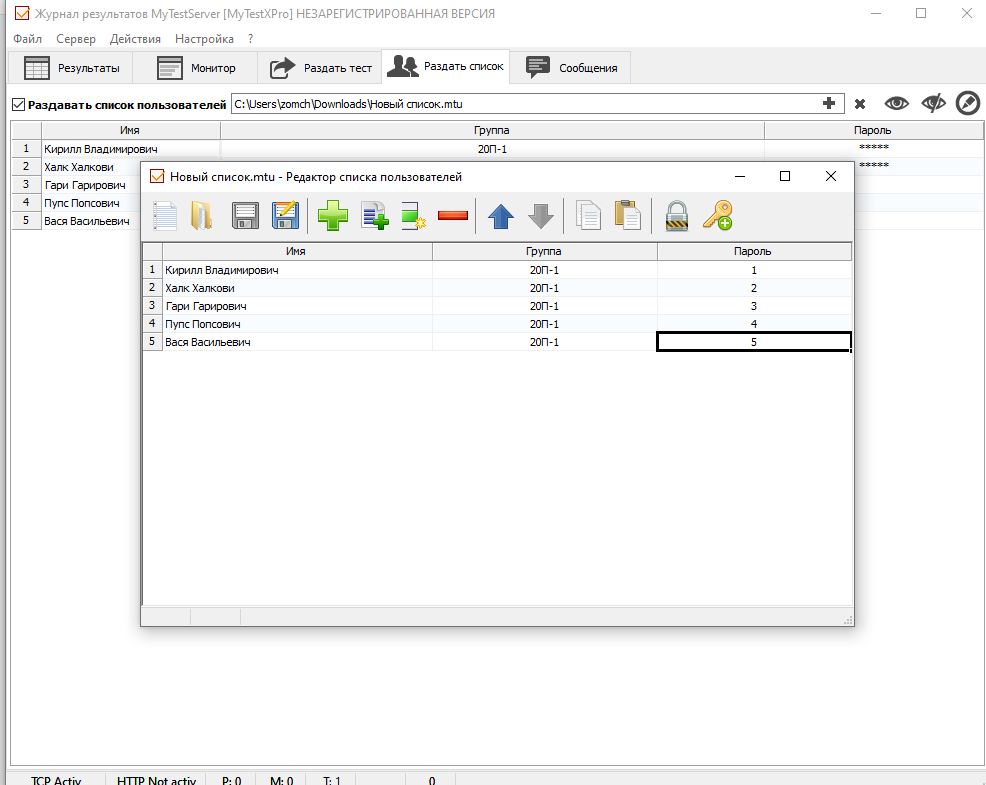 Журнал результатов MyTestServer [MyTestXPro] НЕЗАРЕГИСТРИРОВАННАЯ ВЕРСИЯ
Файл Сервер Действия Настройка ?
Результаты Монитор Раздать тест Раздать список Сообщения
Раздавать список пользователей C:\Users\zomch\Downloads\Новый список.mtu
Имя Группа Пароль
1 Кирилл Владимирович 20П-1 *****
2 Халк Халкови *****
3 Гари Гарирович
4 Пупс Попсович
5 Вася Васильевич
Новый список.mtu - Редактор списка пользователей
Имя Группа Пароль
1 Кирилл Владимирович 20П-1 1
2 Халк Халкови 20П-1 2
3 Гари Гарирович 20П-1 3
4 Пупс Попсович 20П-1 4
5 Вася Васильевич 20П-1 5
TCP Activ HTTP Not activ P: 0 M: 0 T: 1 0